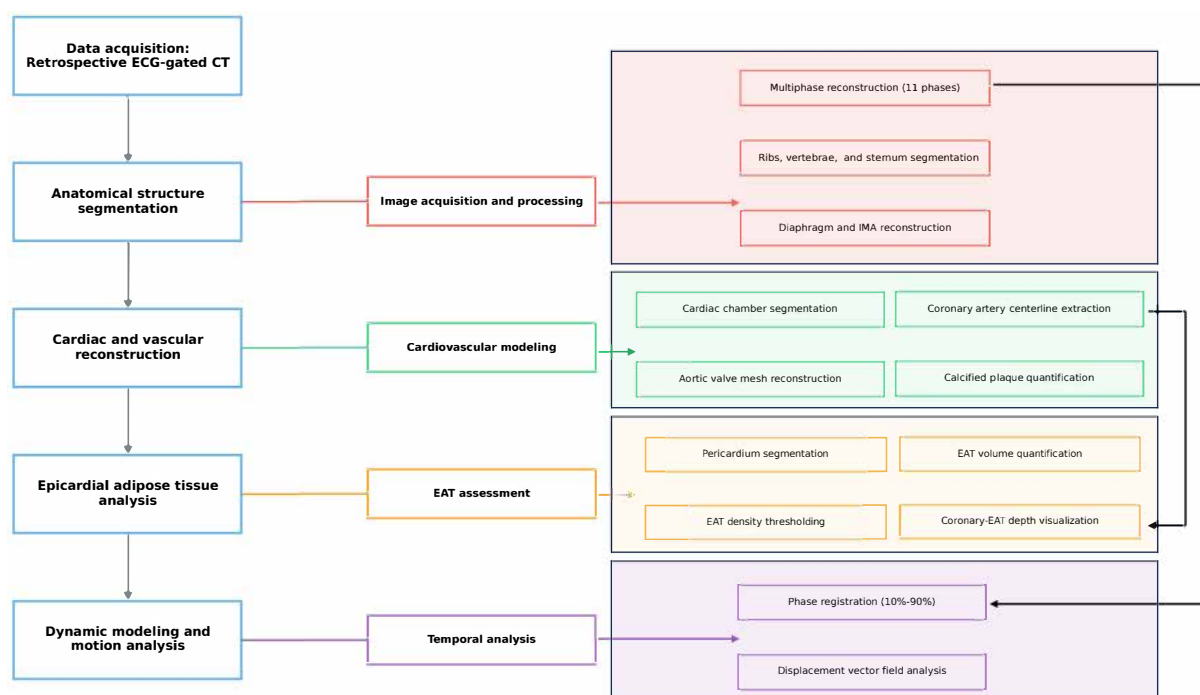 Data acquisition:
Retrospective ECG-gated CT
Multiphase reconstruction (11 phases)
Ribs, vertebrae, and sternum segmentation
Anatomical structure
segmentation
Image acquisition and processing
Diaphragm and IMA reconstruction
Cardiac chamber segmentation
Coronary artery centerline extraction
Cardiac and vascular
reconstruction
Cardiovascular modeling
Aortic valve mesh reconstruction
Calcified plaque quantification
Pericardium segmentation
EAT volume quantification
Epicardial adipose tissue
analysis
EAT assessment
EAT density thresholding
Coronary-EAT depth visualization
Phase registration (10%-90%)
Dynamic modeling and
motion analysis
Temporal analysis
Displacement vector field analysis